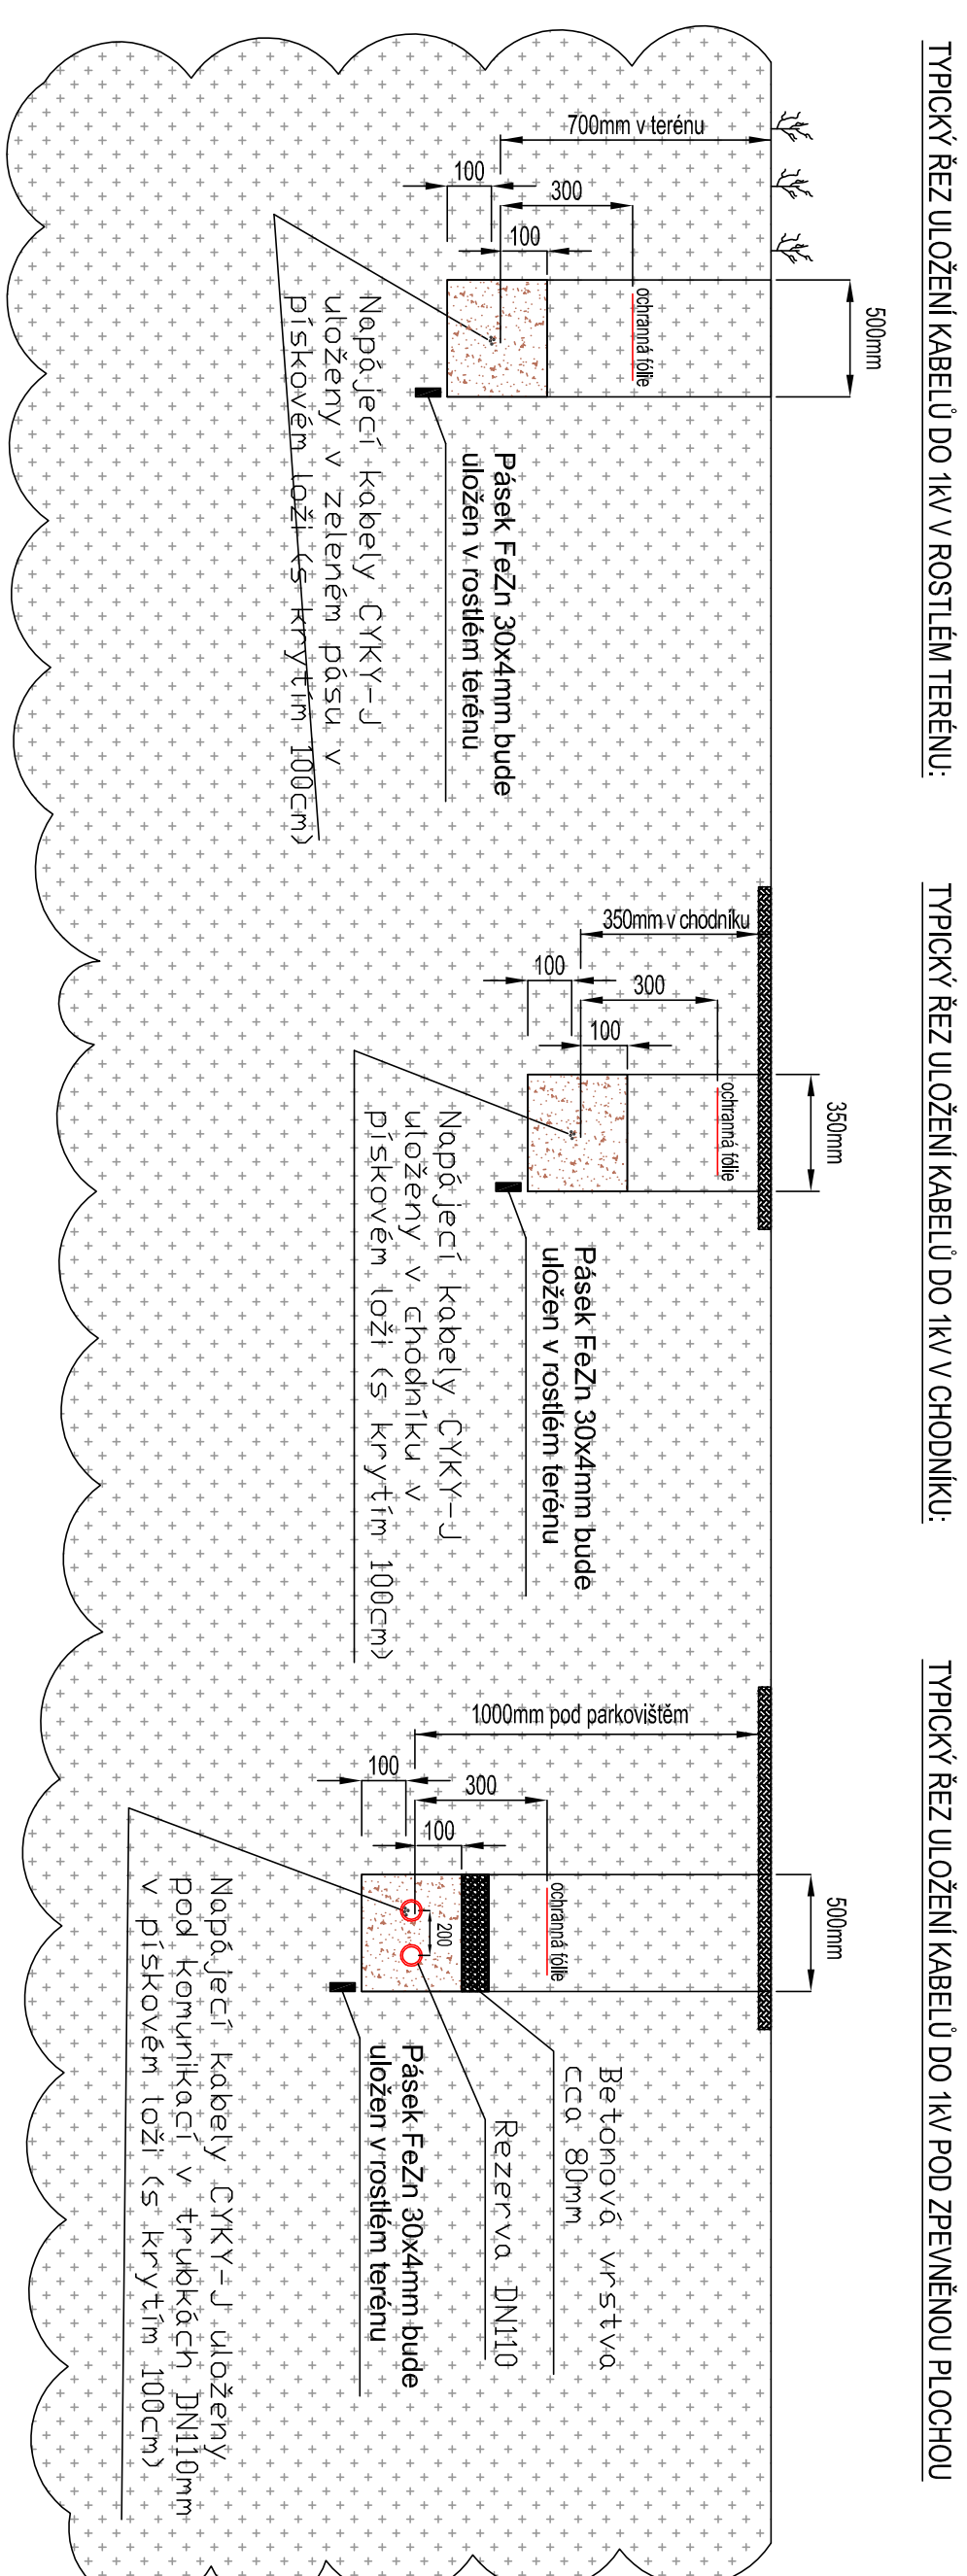 TYPICKÝ ŘEZ ULOŽENÍ KABELŮ DO 1kV V ROSTLÉM TERÉNU:
500mm
700mm v terénu
100
300
100
ochranná fólie
Pásek FeZn 30x4mm bude
uložen v rostlém terénu
Napájecí kabely CYKY-J
uloženy v zeleném pásu v
pískovém loži (s krytím 100cm)
TYPICKÝ ŘEZ ULOŽENÍ KABELŮ DO 1kV V CHODNÍKU:
350mm
350mm v chodníku
100
300
100
ochranná fólie
Pásek FeZn 30x4mm bude
uložen v rostlém terénu
Napájecí kabely CYKY-J
uloženy v chodníku v
pískovém loži (s krytím 100cm)
TYPICKÝ ŘEZ ULOŽENÍ KABELŮ DO 1kV POD ZPEVNĚNOU PLOCHOU
500mm
1000mm pod parkovištěm
100
300
100
ochranná fólie
200
Betonová vrstva
cca 80mm
Rezerva DN110
Pásek FeZn 30x4mm bude
uložen v rostlém terénu
Napájecí kabely CYKY-J uloženy
pod komunikací v trubkách DN110mm
v pískovém loži (s krytím 100cm)